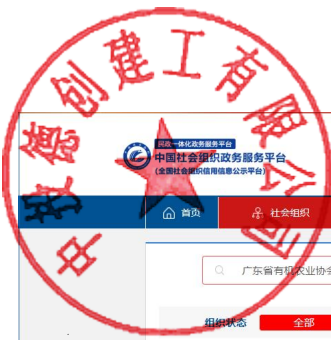 中投德创建工有限公司
民政一体化政务服务平台
中国社会组织政务服务平台
(全国社会组织信用信息公示平台)
首页
社会组织
广东省有机农业协会
组织状态
全部